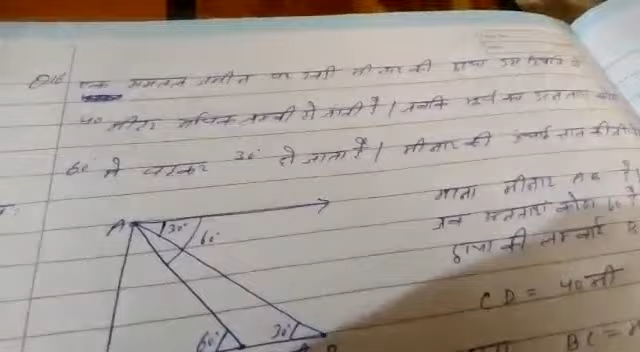 एक समतल जमीन पर खड़ी मीनार की छाया उस स्थिति में
40 मीटर अधिक लम्बी हो जाती है। जबकि सूर्य का उन्नतांश कोण
60° से घटकर 30° हो जाता है। मीनार की ऊंचाई ज्ञात कीजिए
माना मीनार AB है।
जब उन्नतांश कोण 60° है
छाया की लम्बाई B
A 30°
60°
CD = 40 मी
60° 30°
BC =